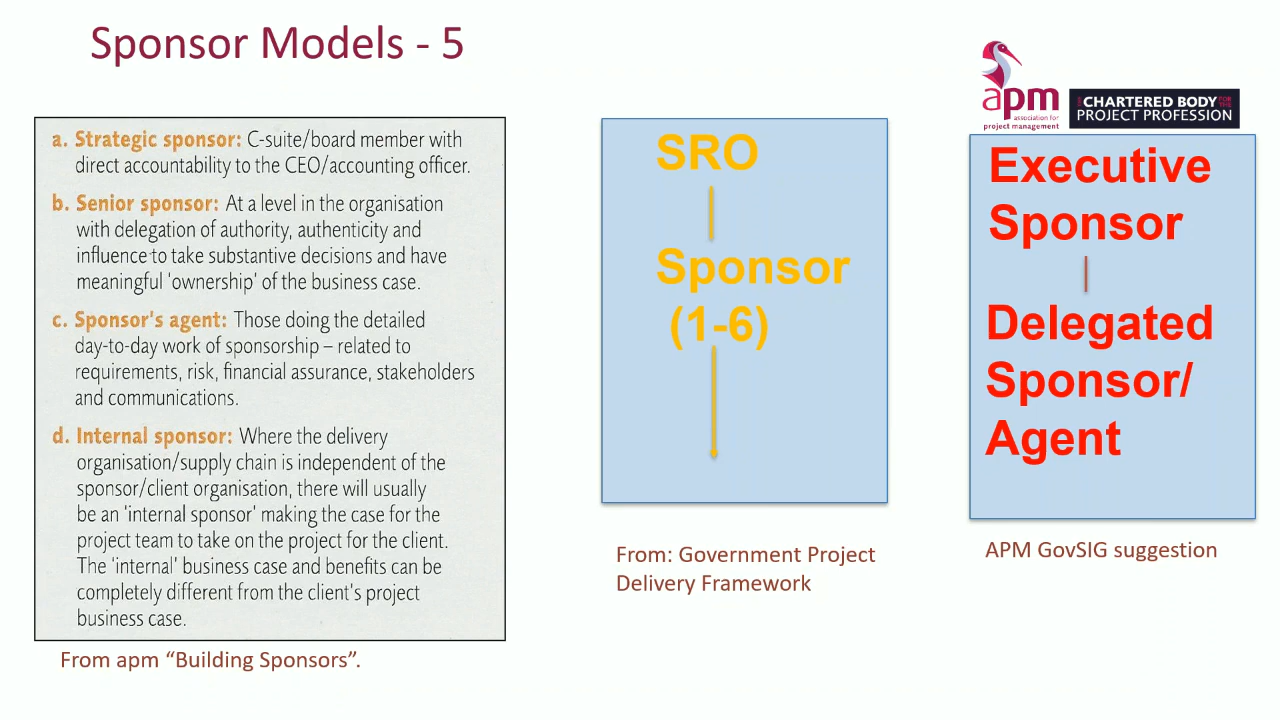 Sponsor Models - 5
apm
association for
project management
THE CHARTERED BODY FOR THE
PROJECT PROFESSION
a. Strategic sponsor: C-suite/board member with
direct accountability to the CEO/accounting officer.
b. Senior sponsor: At a level in the organisation
with delegation of authority, authenticity and
influence to take substantive decisions and have
meaningful 'ownership' of the business case.
c. Sponsor's agent: Those doing the detailed
day-to-day work of sponsorship – related to
requirements, risk, financial assurance, stakeholders
and communications.
d. Internal sponsor: Where the delivery
organisation/supply chain is independent of the
sponsor/client organisation, there will usually
be an 'internal sponsor' making the case for the
project team to take on the project for the client.
The 'internal' business case and benefits can be
completely different from the client's project
business case.
From apm “Building Sponsors”.
SRO
Sponsor
(1-6)
From: Government Project
Delivery Framework
Executive
Sponsor
Delegated
Sponsor/
Agent
APM GovSIG suggestion